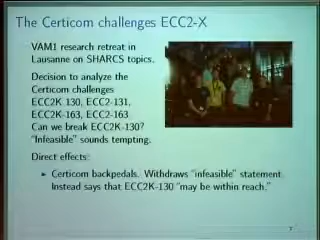 The Certicom challenges ECC2-X
VAM1 research retreat in
Lausanne on SHARCS topics.
Decision to analyze the
Certicom challenges
ECC2K-130, ECC2-131,
ECC2K-163, ECC2-163
Can we break ECC2K-130?
"Infeasible" sounds tempting.
Direct effects:
▶ Certicom backpedals. Withdraws "infeasible" statement.
Instead says that ECC2K-130 "may be within reach."